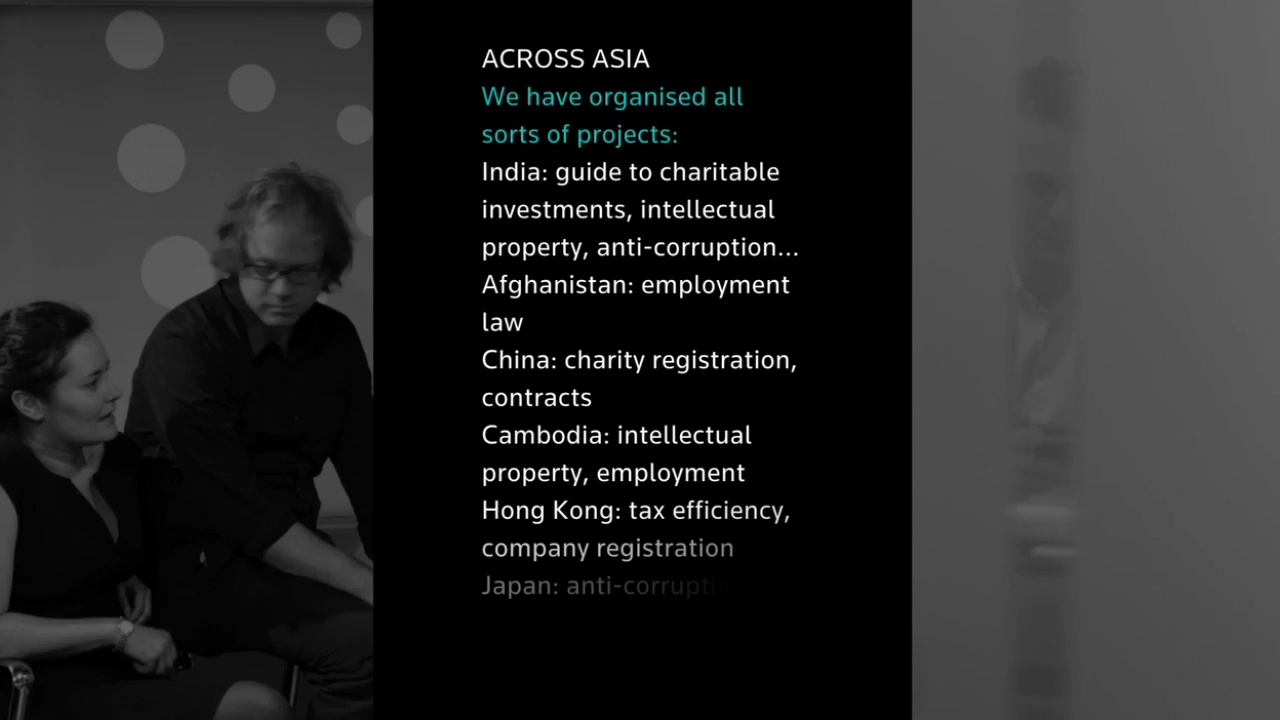 ACROSS ASIA
We have organised all
sorts of projects:
India: guide to charitable
investments, intellectual
property, anti-corruption...
Afghanistan: employment
law
China: charity registration,
contracts
Cambodia: intellectual
property, employment
Hong Kong: tax efficiency,
company registration
Japan: